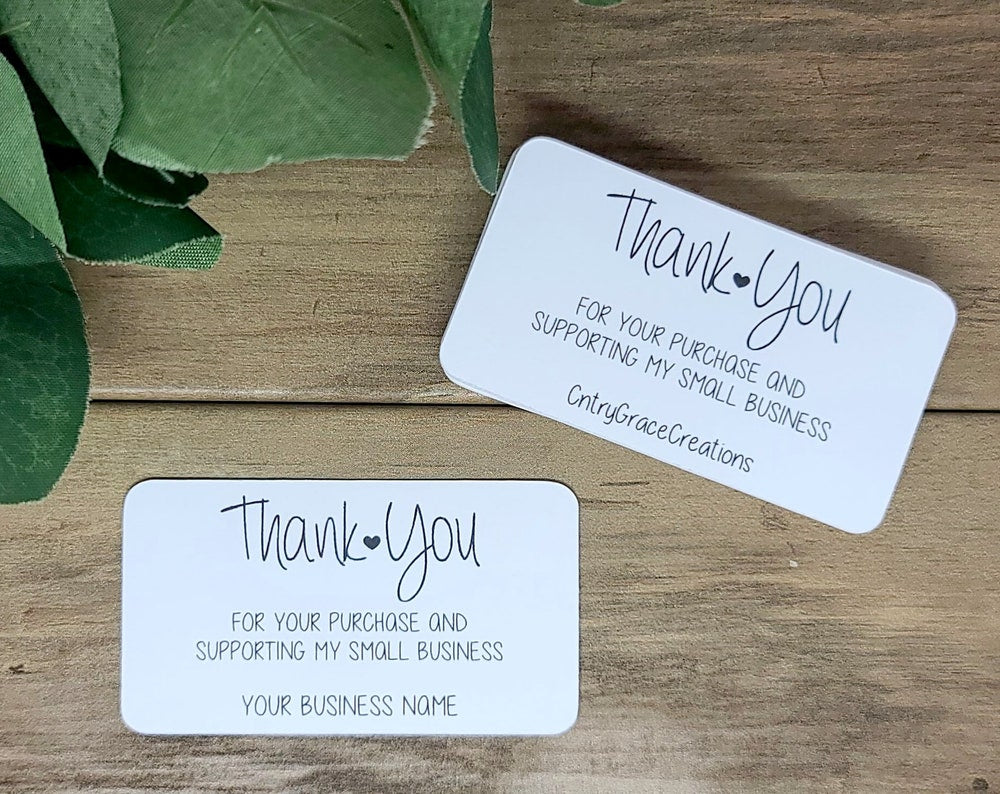 Thank You
FOR YOUR PURCHASE AND
SUPPORTING MY SMALL BUSINESS
CntryGraceCreations
Thank You
FOR YOUR PURCHASE AND
SUPPORTING MY SMALL BUSINESS
YOUR BUSINESS NAME